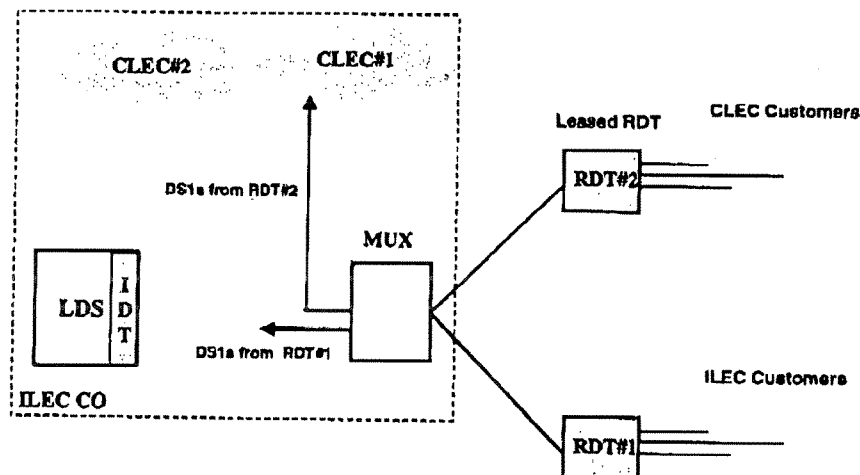 CLEC#2
CLEC#1
Leased RDT
CLEC Customers
DS1s from RDT#2
RDT#2
MUX
LDS
I
D
T
DS1s from RDT#1
ILEC Customers
ILEC CO
RDT#1